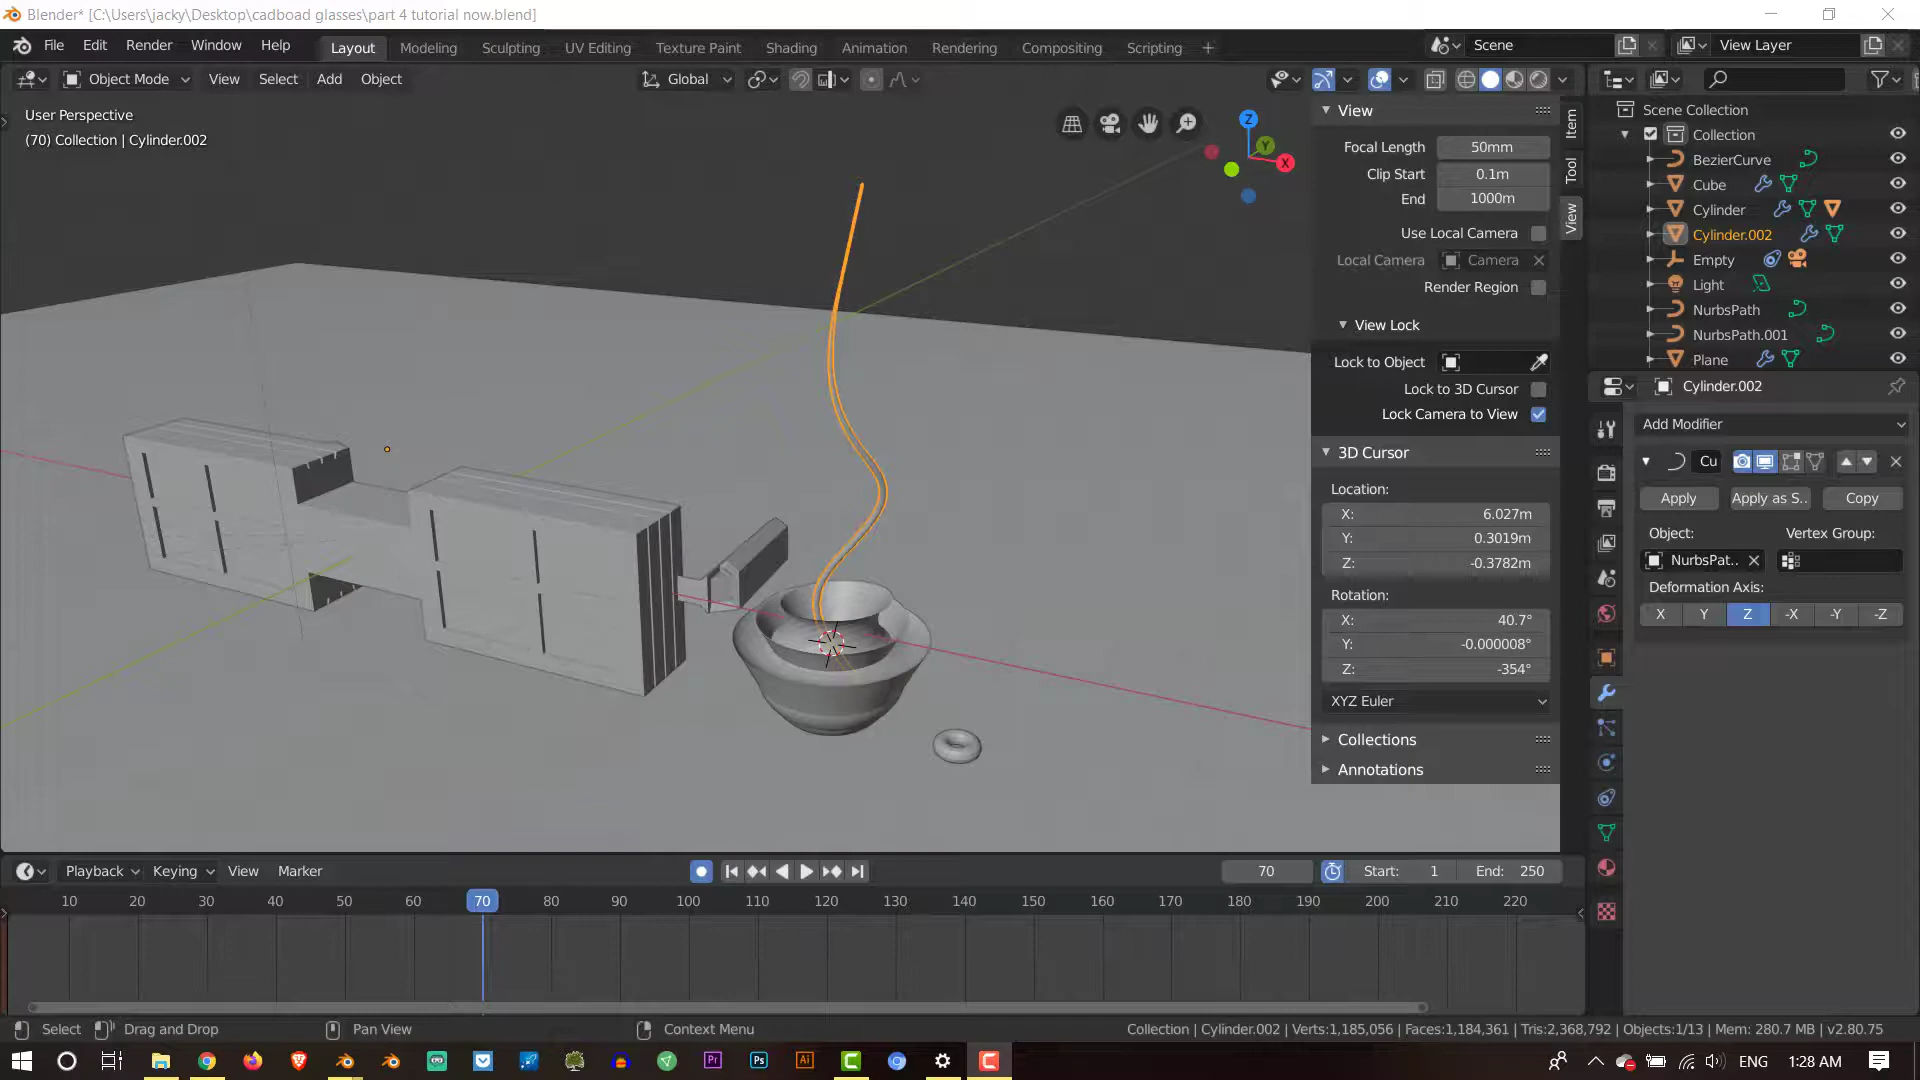 Blender* [C:\Users\jacky\Desktop\cadboad glasses\part 4 tutorial now.blend]
File Edit Render Window Help Layout Modeling Sculpting UV Editing Texture Paint Shading Animation Rendering Compositing Scripting + Scene View Layer
Object Mode View Select Add Object Global
User Perspective
(70) Collection | Cylinder.002
Z
Y
X
View
Focal Length 50mm
Clip Start 0.1m
End 1000m
Use Local Camera
Local Camera Camera
Render Region
View Lock
Lock to Object
Lock to 3D Cursor
Lock Camera to View
3D Cursor
Location:
X: 6.027m
Y: 0.3019m
Z: -0.3782m
Rotation:
X: 40.7°
Y: -0.000008°
Z: -354°
XYZ Euler
Collections
Annotations
Item
Tool
View
Scene Collection
Collection
BezierCurve
Cube
Cylinder
Cylinder.002
Empty
Light
NurbsPath
NurbsPath.001
Plane
Cylinder.002
Add Modifier
Cu
Apply Apply as S.. Copy
Object: Vertex Group:
NurbsPat..
Deformation Axis:
X Y Z -X -Y -Z
Playback Keying View Marker 70 Start: 1 End: 250
10 20 30 40 50 60 70 80 90 100 110 120 130 140 150 160 170 180 190 200 210 220
Select Drag and Drop Pan View Context Menu Collection | Cylinder.002 | Verts:1,185,056 | Faces:1,184,361 | Tris:2,368,792 | Objects:1/13 | Mem: 280.7 MB | v2.80.75
Pr Ps Ai ENG 1:28 AM